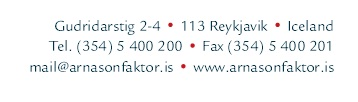 Gudridarstig 2-4 • 113 Reykjavik • Iceland
Tel. (354) 5 400 200 • Fax (354) 5 400 201
mail@arnasonfaktor.is • www.arnasonfaktor.is